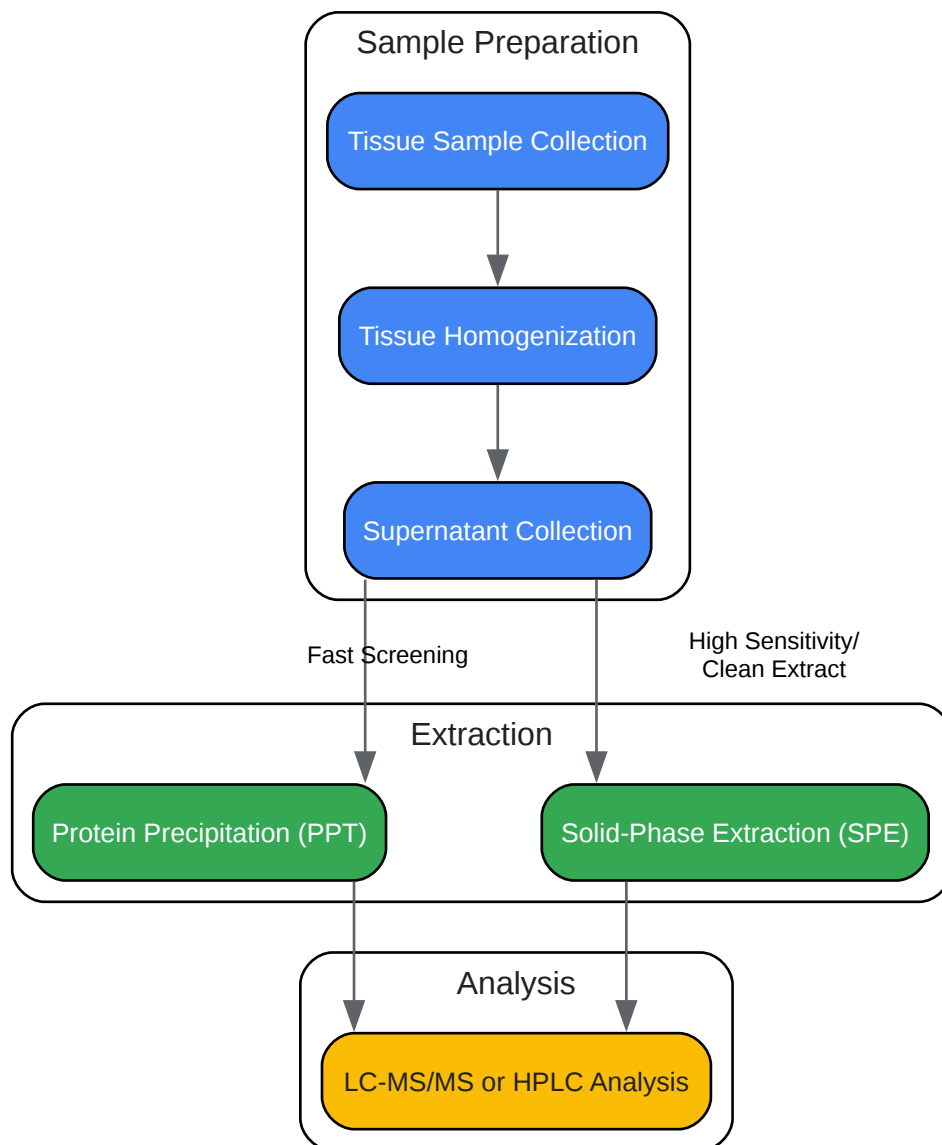 Sample Preparation
Tissue Sample Collection
Tissue Homogenization
Supernatant Collection
Fast Screening
High Sensitivity/
Clean Extract
Extraction
Protein Precipitation (PPT)
Solid-Phase Extraction (SPE)
Analysis
LC-MS/MS or HPLC Analysis